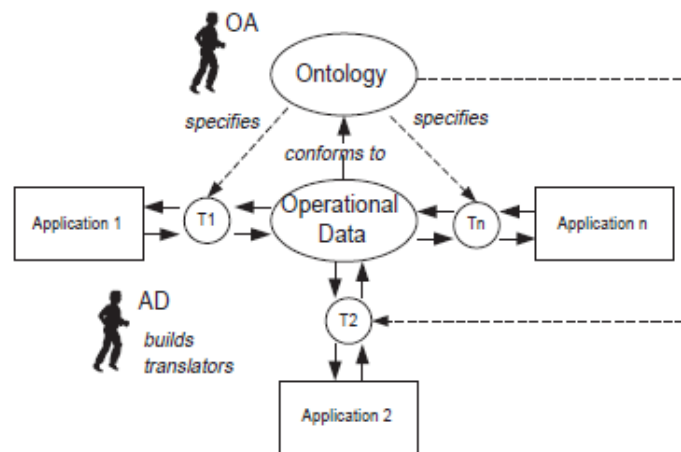 OA
Ontology
specifies
specifies
conforms to
Application 1
T1
Operational
Data
Tn
Application n
AD
builds
translators
T2
Application 2